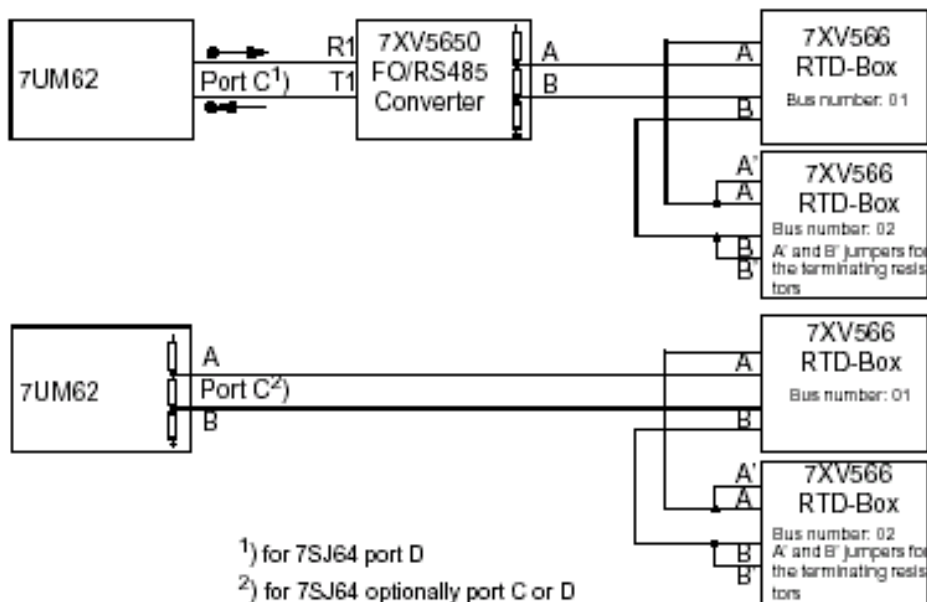 7UM62
Port C1)
R1
T1
7XV5650
FO/RS485
Converter
A
B
A
B
7XV566
RTD-Box
Bus number: 01
A'
A
B
B'
7XV566
RTD-Box
Bus number: 02
A' and B' jumpers for
the terminating resis
tors
7UM62
A
Port C2)
B
A
B
7XV566
RTD-Box
Bus number: 01
A'
A
B
B'
7XV566
RTD-Box
Bus number: 02
A' and B' jumpers for
the terminating resis
tors
1) for 7SJ64 port D
2) for 7SJ64 optionally port C or D